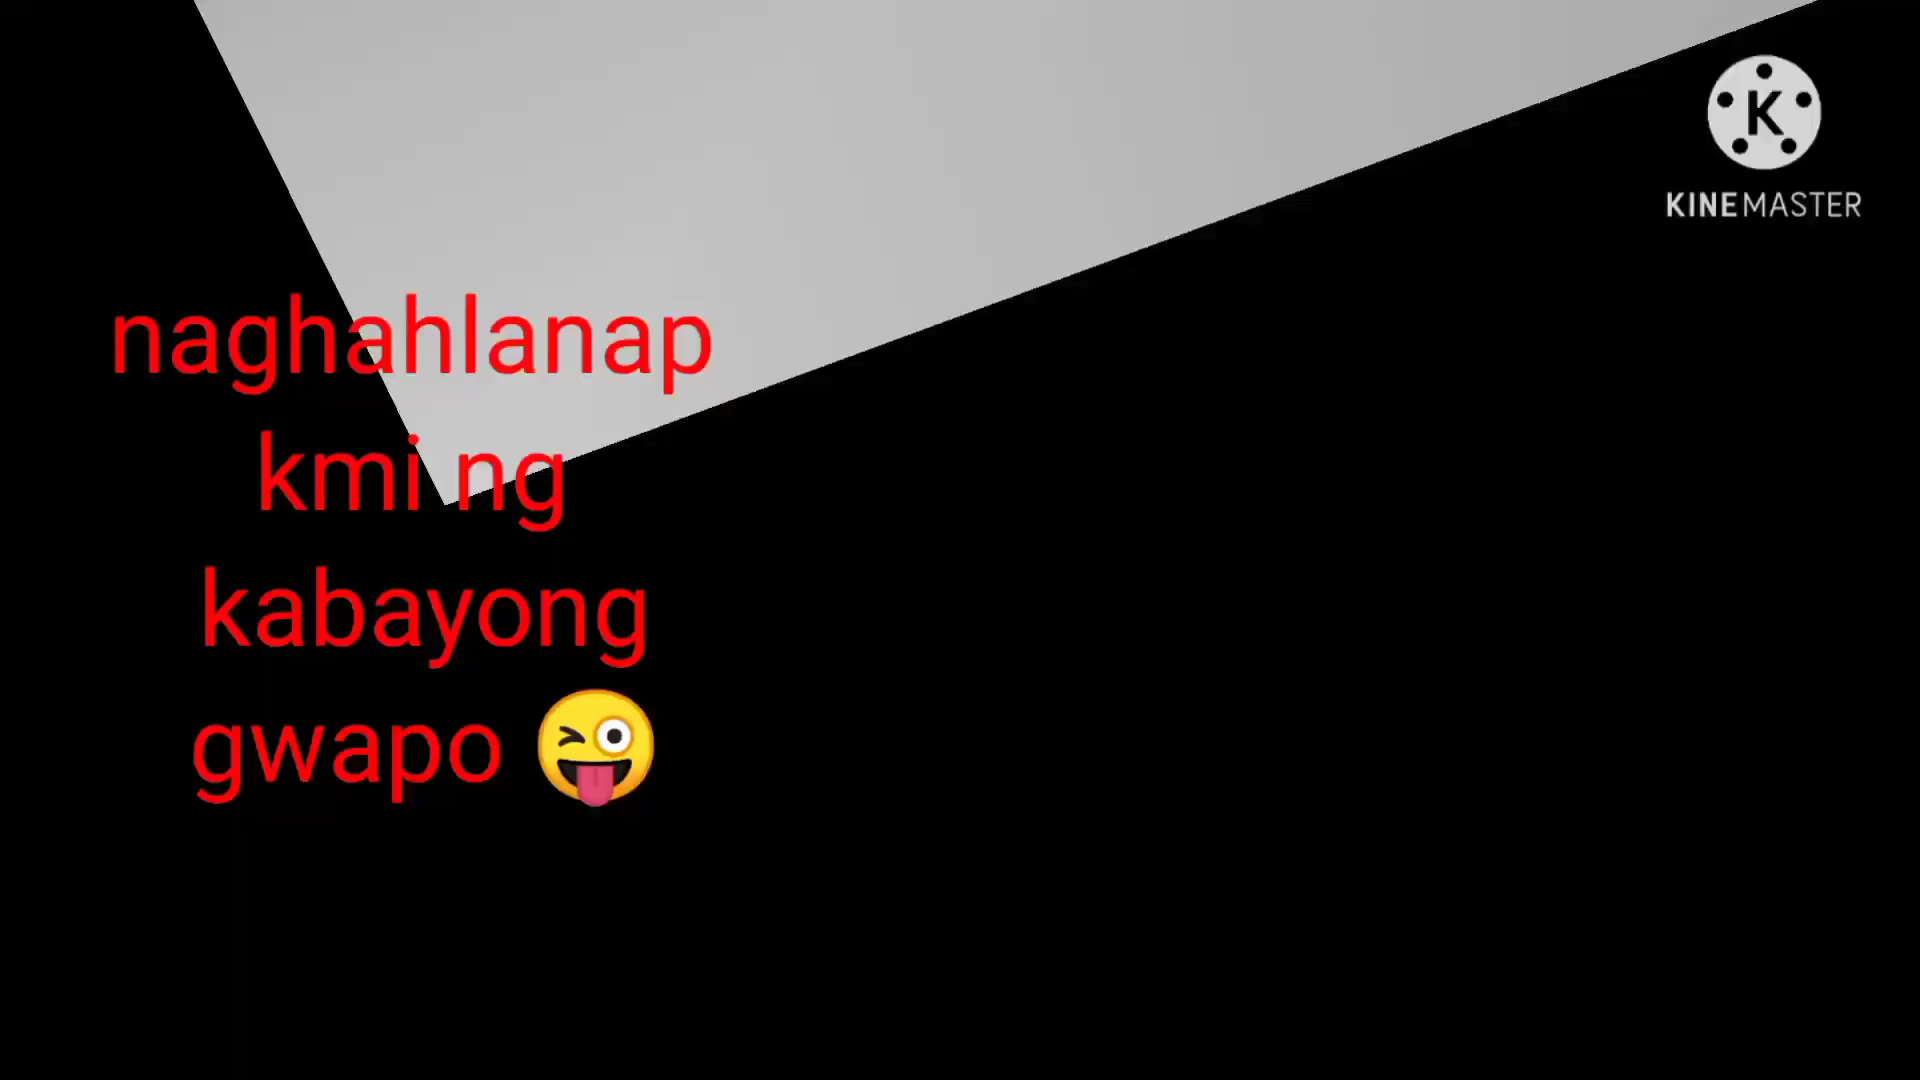 K
KINEMASTER
naghahlanap
kmi ng
kabayong
gwapo 😜